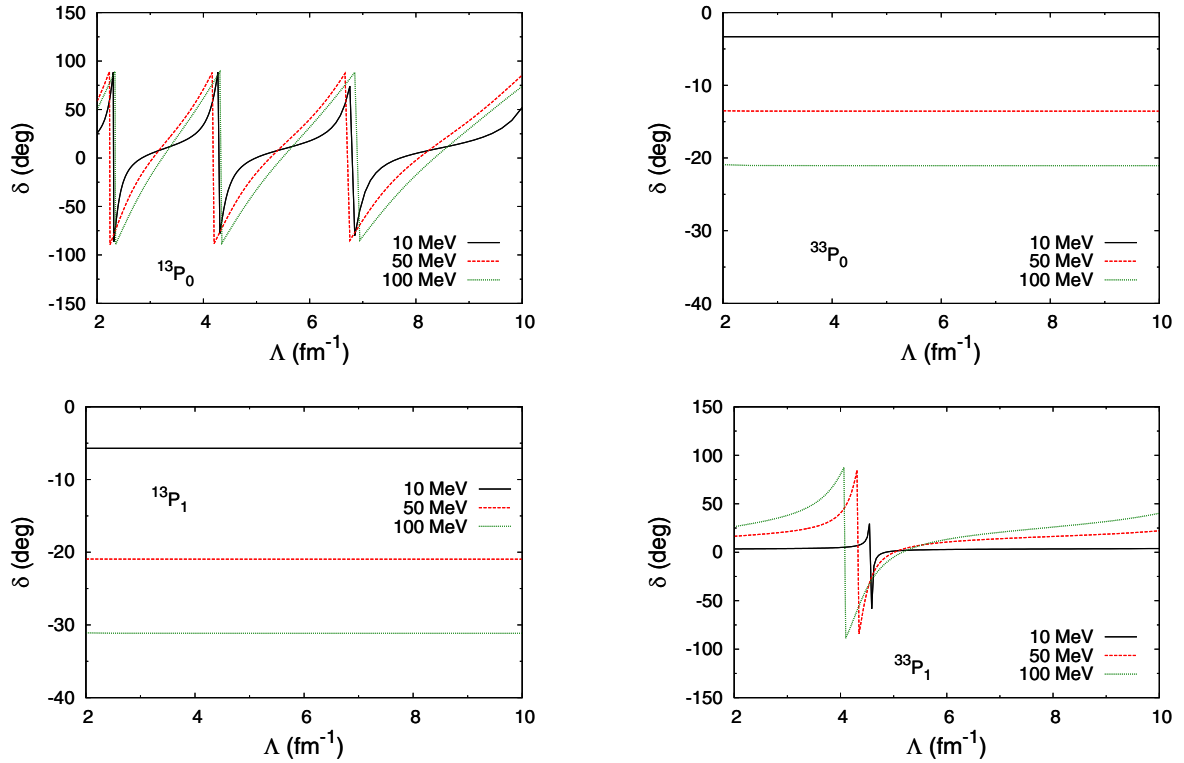 150
100
50
0
-50
-100
-150
δ (deg)
10 MeV
50 MeV
100 MeV
¹³P₀
2 4 6 8 10
Λ (fm⁻¹)
0
-10
-20
-30
-40
δ (deg)
10 MeV
50 MeV
100 MeV
³³P₀
2 4 6 8 10
Λ (fm⁻¹)
0
-10
-20
-30
-40
δ (deg)
¹³P₁
10 MeV
50 MeV
100 MeV
2 4 6 8 10
Λ (fm⁻¹)
150
100
50
0
-50
-100
-150
δ (deg)
10 MeV
50 MeV
100 MeV
³³P₁
2 4 6 8 10
Λ (fm⁻¹)